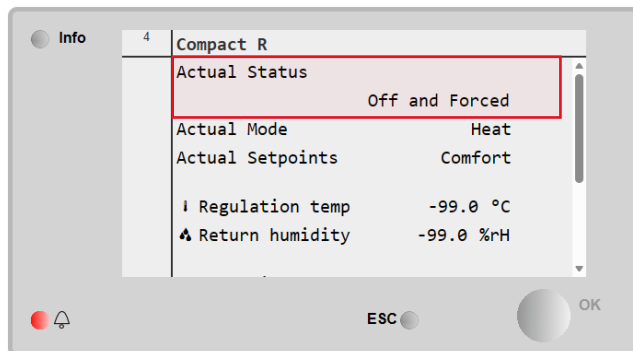 Info
4
Compact R
Actual Status
Off and Forced
Actual Mode Heat
Actual Setpoints Comfort
Regulation temp -99.0 °C
Return humidity -99.0 %rH
ESC
OK